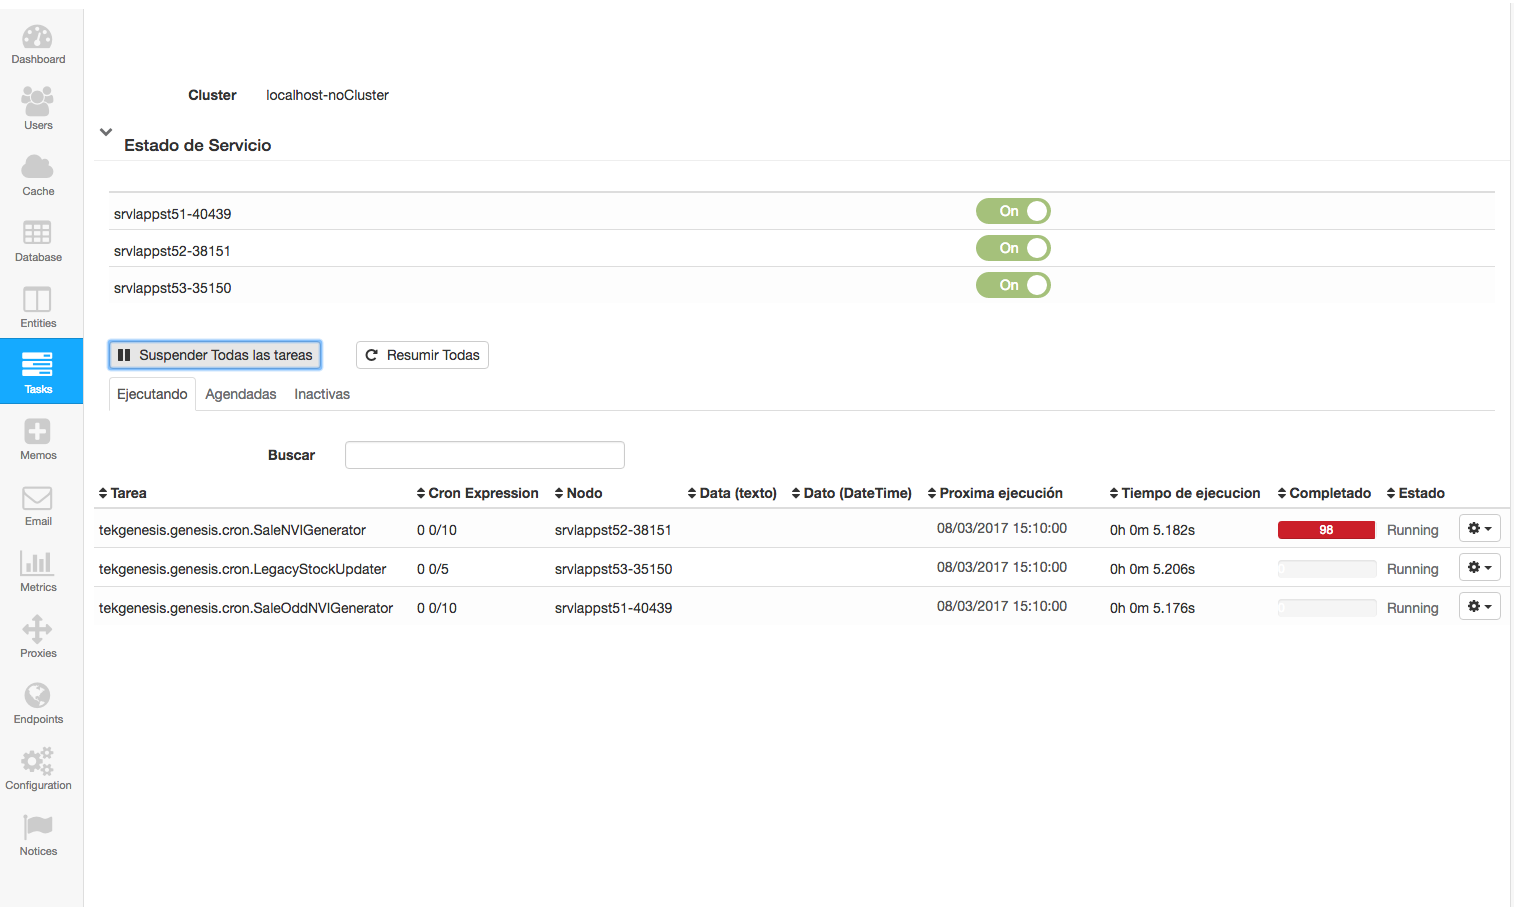 Dashboard
Users
Cache
Database
Entities
Tasks
Memos
Email
Metrics
Proxies
Endpoints
Configuration
Notices
Cluster localhost-noCluster
Estado de Servicio
srvlappst51-40439 On
srvlappst52-38151 On
srvlappst53-35150 On
Suspender Todas las tareas Resumir Todas
Ejecutando Agendadas Inactivas
Buscar
Tarea Cron Expression Nodo Data (texto) Dato (DateTime) Proxima ejecución Tiempo de ejecucion Completado Estado
tekgenesis.genesis.cron.SaleNVIGenerator 0 0/10 srvlappst52-38151 08/03/2017 15:10:00 0h 0m 5.182s 98 Running
tekgenesis.genesis.cron.LegacyStockUpdater 0 0/5 srvlappst53-35150 08/03/2017 15:10:00 0h 0m 5.206s 0 Running
tekgenesis.genesis.cron.SaleOddNVIGenerator 0 0/10 srvlappst51-40439 08/03/2017 15:10:00 0h 0m 5.176s 0 Running